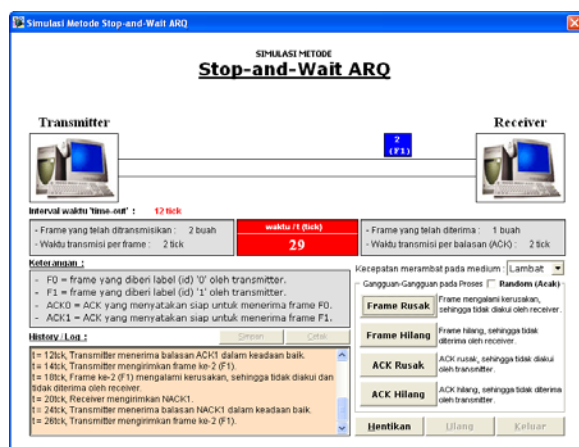 Simulasi Metode Stop-and-Wait ARQ
SIMULASI METODE
Stop-and-Wait ARQ
Transmitter
Receiver
2
(F1)
Interval waktu 'time-out' : 12 tick
- Frame yang telah ditransmisikan : 2 buah
- Waktu transmisi per frame : 2 tick
waktu / t (tick)
29
- Frame yang telah diterima : 1 buah
- Waktu transmisi per balasan (ACK) : 2 tick
Keterangan :
- F0 = frame yang diberi label (id) '0' oleh transmitter.
- F1 = frame yang diberi label (id) '1' oleh transmitter.
- ACK0 = ACK yang menyatakan siap untuk menerima frame F0.
- ACK1 = ACK yang menyatakan siap untuk menerima frame F1.
History / Log :
Simpan
Cetak
t = 12tck, Transmitter menerima balasan ACK1 dalam keadaan baik.
t = 14tck, Transmitter mengirimkan frame ke-2 (F1).
t = 18tck, Frame ke-2 (F1) mengalami kerusakan, sehingga tidak diakui dan
tidak diterima oleh receiver.
t = 20tck, Receiver mengirimkan NACK1.
t = 24tck, Transmitter menerima balasan NACK1 dalam keadaan baik.
t = 26tck, Transmitter mengirimkan frame ke-2 (F1).
Kecepatan merambat pada medium : Lambat
Gangguan-Gangguan pada Proses
Random (Acak)
Frame Rusak
Frame mengalami kerusakan,
sehingga tidak diakui oleh receiver.
Frame Hilang
Frame hilang, sehingga tidak
diterima oleh receiver.
ACK Rusak
ACK rusak, sehingga tidak diakui
oleh transmitter.
ACK Hilang
ACK hilang, sehingga tidak diterima
oleh transmitter.
Hentikan
Ulang
Keluar